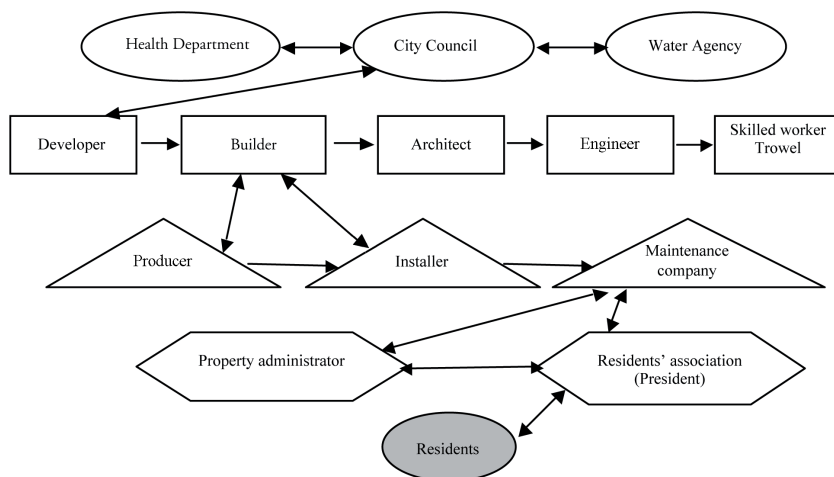 Health Department
City Council
Water Agency
Developer
Builder
Architect
Engineer
Skilled worker
Trowel
Producer
Installer
Maintenance
company
Property administrator
Residents’ association
(President)
Residents